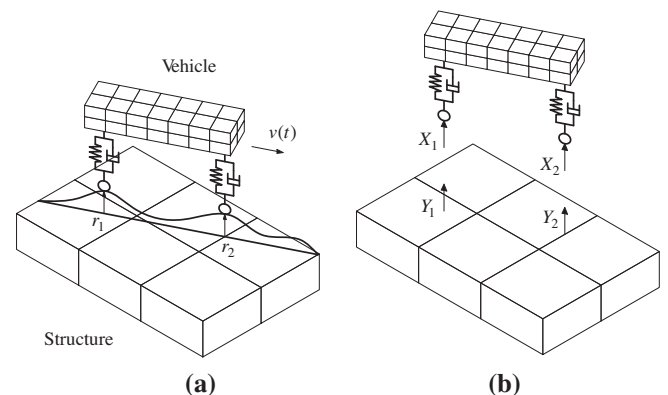 Vehicle
v(t)
r1
r2
Structure
(a)
X1
X2
Y1
Y2
(b)